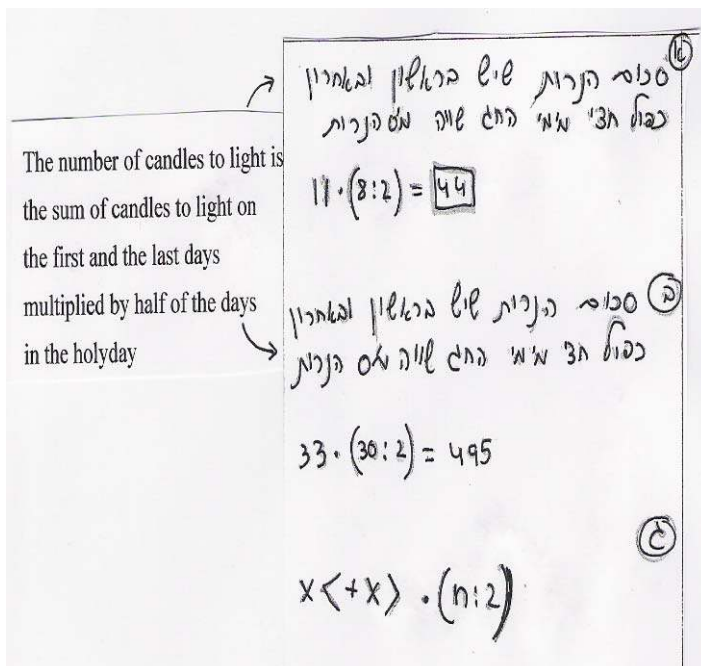 The number of candles to light is
the sum of candles to light on
the first and the last days
multiplied by half of the days
in the holyday
א
סכום הנרות שיש בראשון ובאחרון
כפול חצי מימי החג שווה מס הנרות
11·(8:2) = 44
ב
סכום הנרות שיש בראשון ובאחרון
כפול חצי מימי החג שווה מס הנרות
33·(30:2) = 495
ג
x<+x>·(n:2)